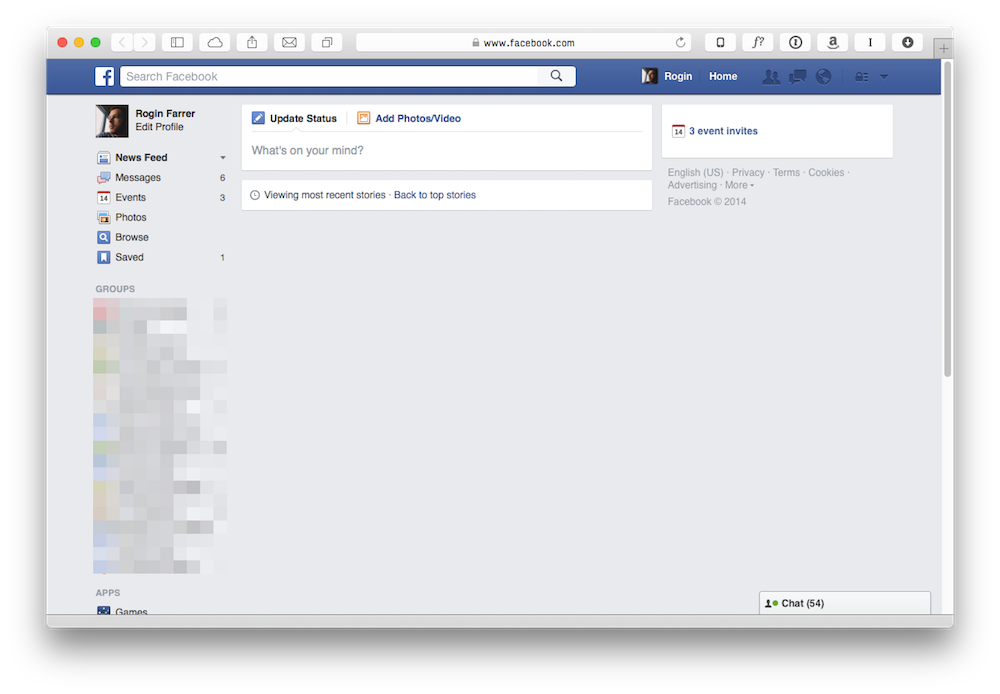 www.facebook.com
f?
a
I
f
Search Facebook
Rogin
Home
Rogin Farrer
Edit Profile
News Feed
Messages 6
14 Events 3
Photos
Browse
Saved 1
GROUPS
APPS
Games
Update Status
Add Photos/Video
What's on your mind?
Viewing most recent stories · Back to top stories
14 3 event invites
English (US) · Privacy · Terms · Cookies ·
Advertising · More
Facebook © 2014
Chat (54)